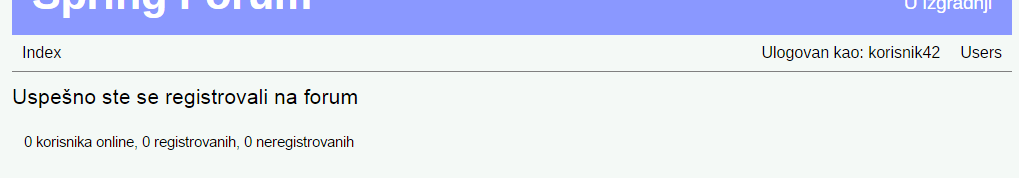 Spring Forum
U izgradnji
Index
Ulogovan kao: korisnik42 Users
Uspešno ste se registrovali na forum
0 korisnika online, 0 registrovanih, 0 neregistrovanih